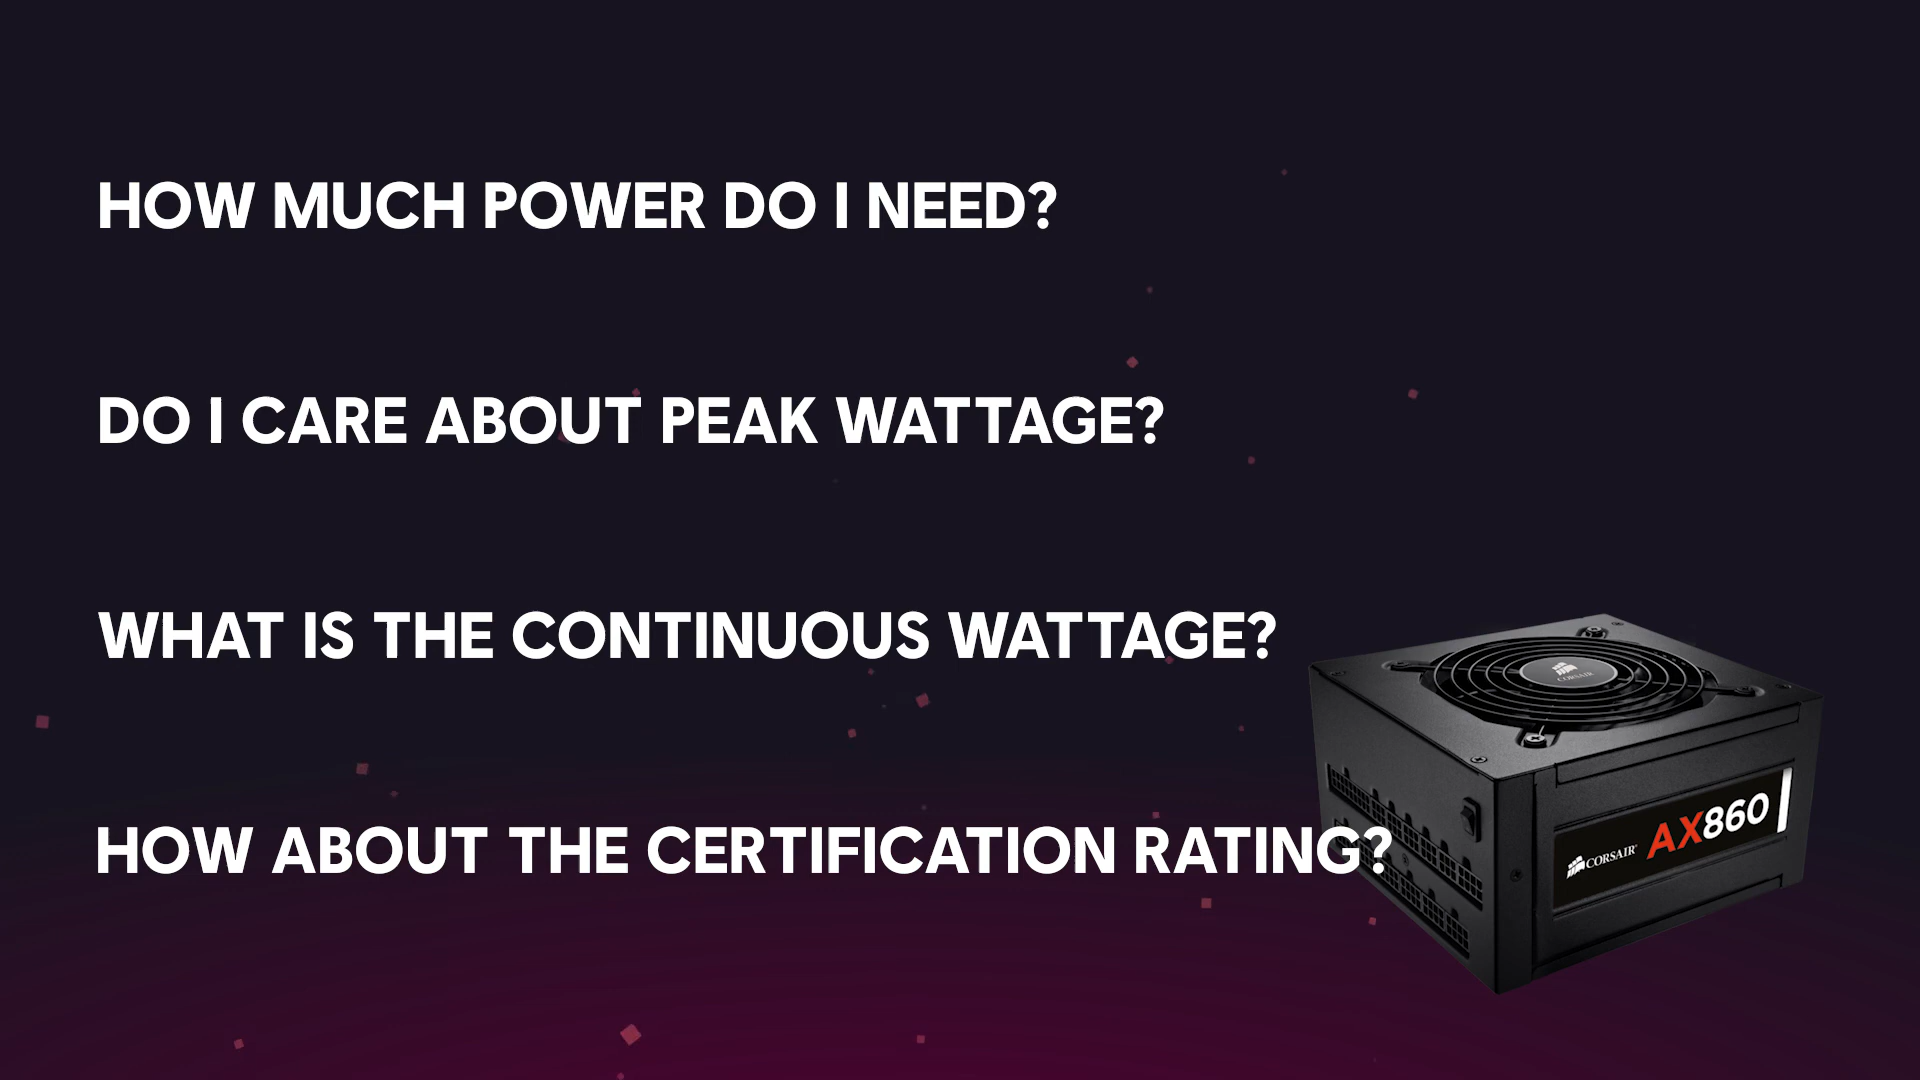 HOW MUCH POWER DO I NEED?
DO I CARE ABOUT PEAK WATTAGE?
WHAT IS THE CONTINUOUS WATTAGE?
CORSAIR
HOW ABOUT THE CERTIFICATION RATING?
CORSAIR AX860